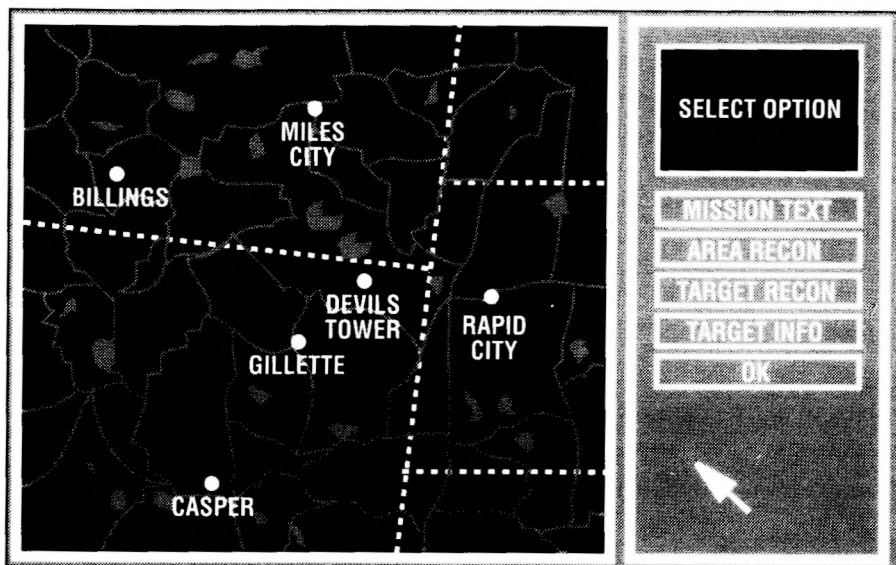 MILES
CITY
BILLINGS
DEVILS
TOWER
RAPID
CITY
GILLETTE
CASPER
SELECT OPTION
MISSION TEXT
AREA RECON
TARGET RECON
TARGET INFO
OK